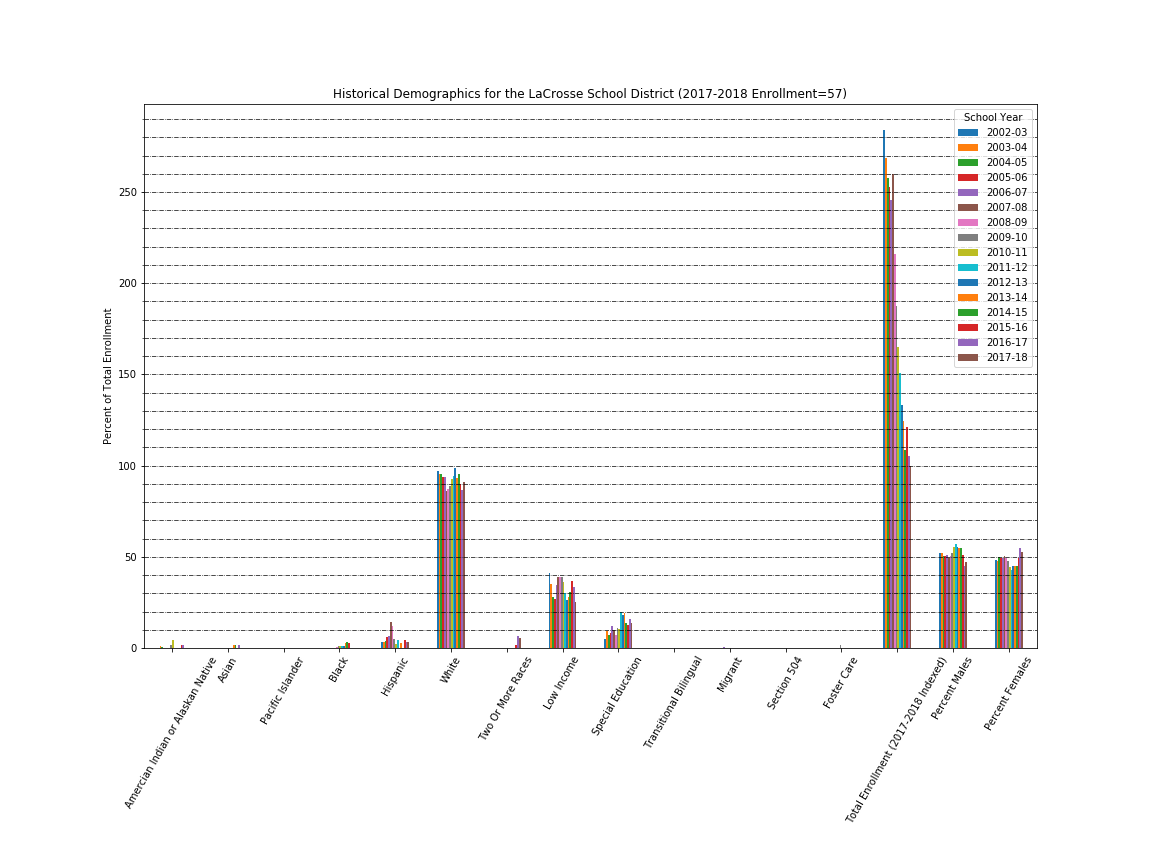 Historical Demographics for the LaCrosse School District (2017-2018 Enrollment=57)
School Year
2002-03
2003-04
2004-05
2005-06
2006-07
2007-08
2008-09
2009-10
2010-11
2011-12
2012-13
2013-14
2014-15
2015-16
2016-17
2017-18
Percent of Total Enrollment
250
200
150
100
50
0
Amercian Indian or Alaskan Native
Asian
Pacific Islander
Black
Hispanic
White
Two Or More Races
Low Income
Special Education
Transitional Bilingual
Migrant
Section 504
Foster Care
Total Enrollment (2017-2018 Indexed)
Percent Males
Percent Females